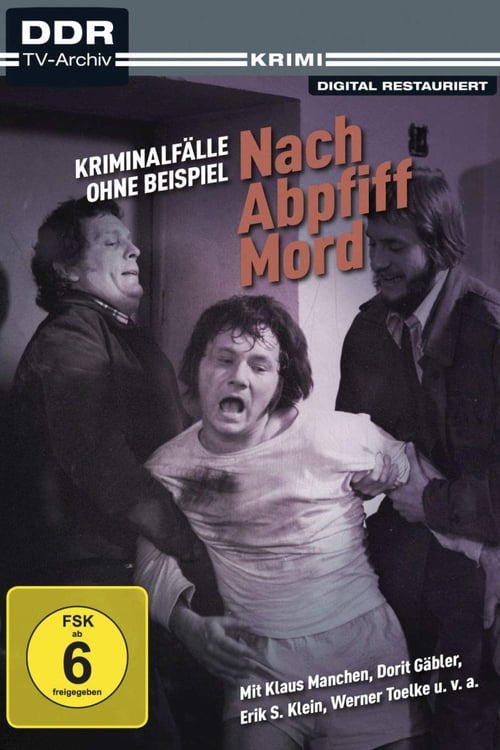 DDR
TV-Archiv
KRIMI
DIGITAL RESTAURIERT
KRIMINALFÄLLE
OHNE BEISPIEL
Nach
Abpfiff
Mord
FSK
ab
6
freigegeben
Mit Klaus Manchen, Dorit Gäbler,
Erik S. Klein, Werner Toelke u. v. a.